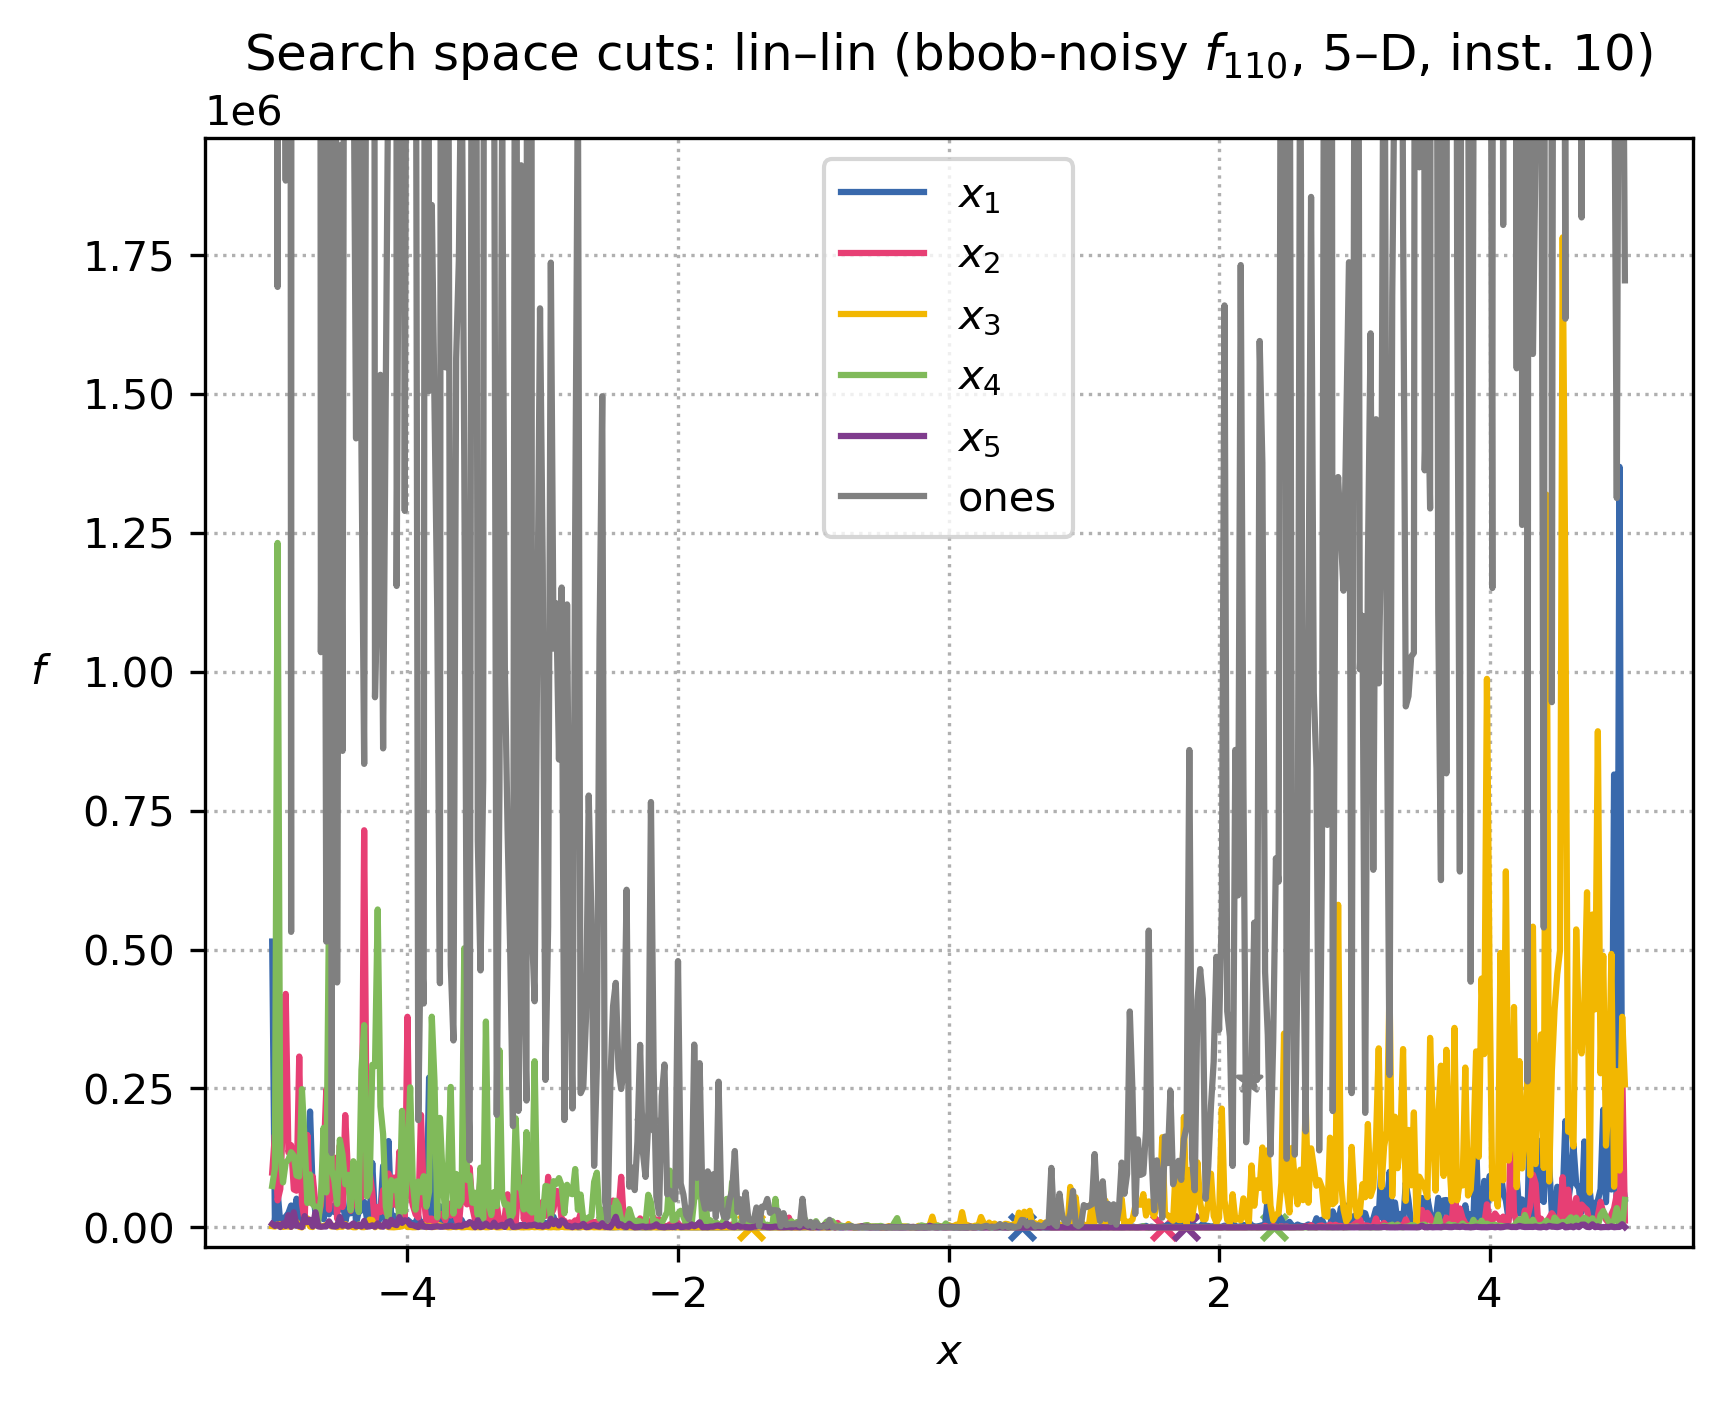 Search space cuts: lin–lin (bbob-noisy f110, 5–D, inst. 10)
1e6
1.75
1.50
1.25
1.00
0.75
0.50
0.25
0.00
f
x1
x2
x3
x4
x5
ones
−4 −2 0 2 4
x